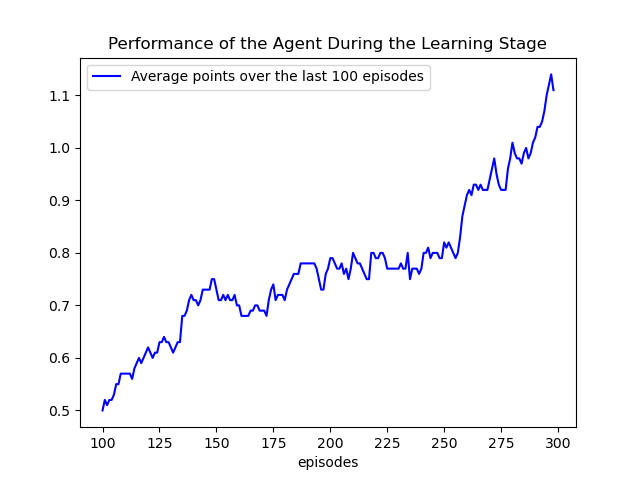 Performance of the Agent During the Learning Stage
Average points over the last 100 episodes
1.1
1.0
0.9
0.8
0.7
0.6
0.5
100 125 150 175 200 225 250 275 300
episodes